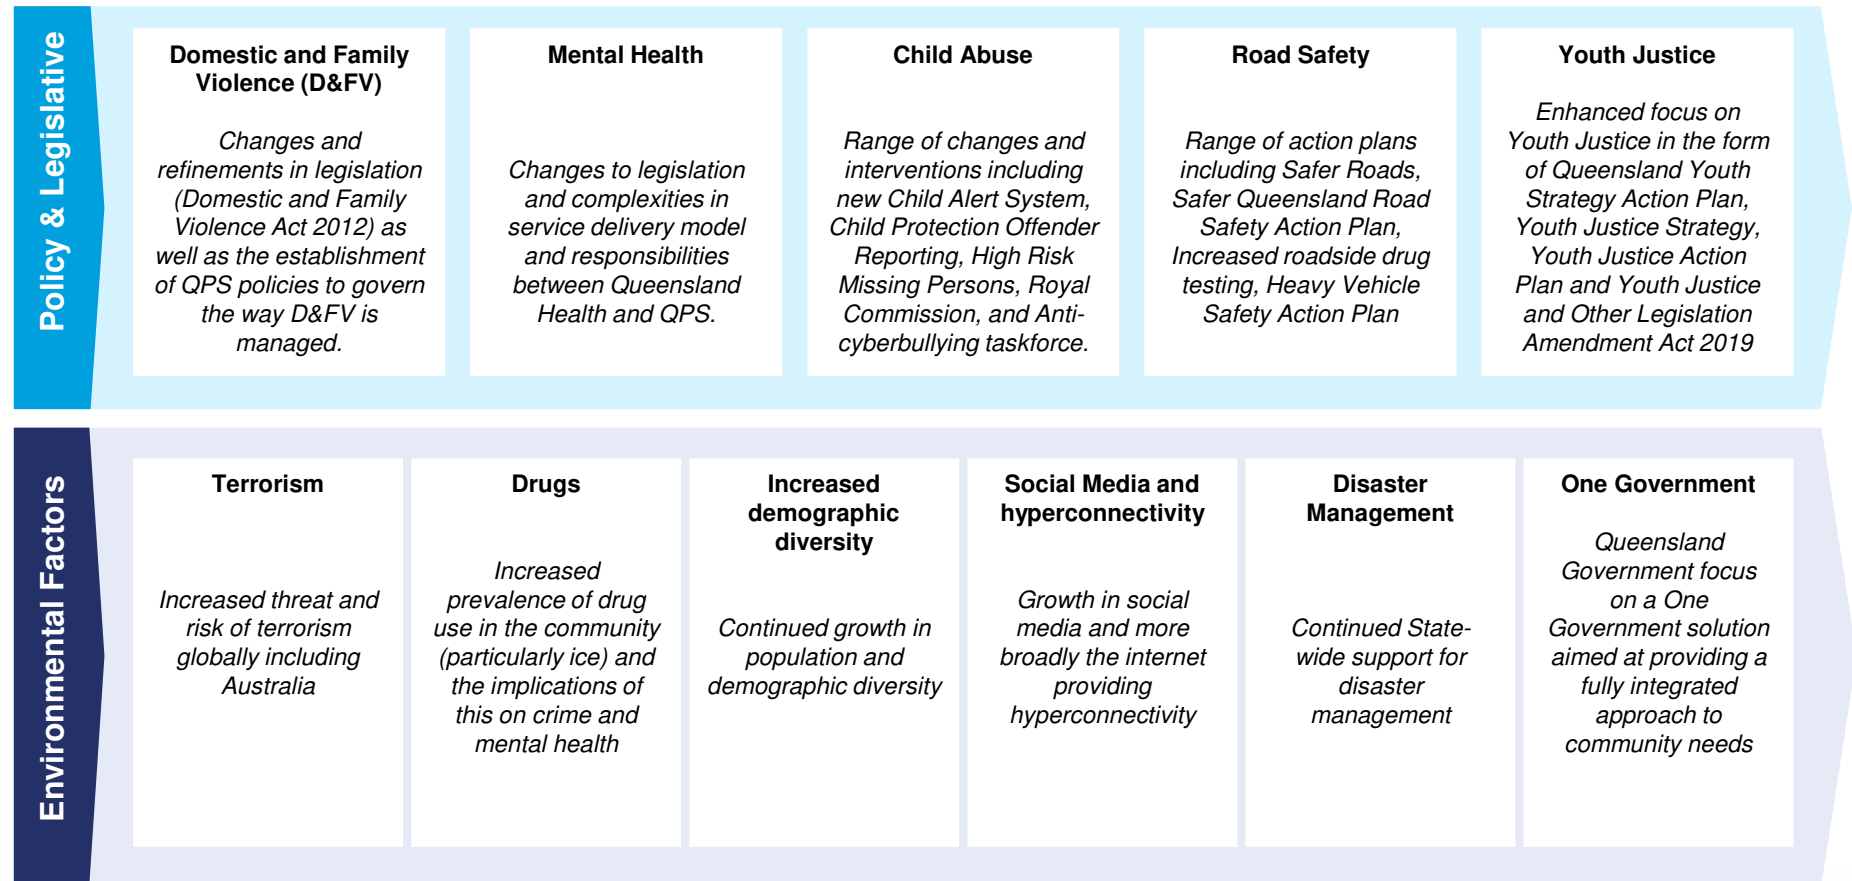 Policy & Legislative
Domestic and Family
Violence (D&FV)
Changes and
refinements in legislation
(Domestic and Family
Violence Act 2012) as
well as the establishment
of QPS policies to govern
the way D&FV is
managed.
Mental Health
Changes to legislation
and complexities in
service delivery model
and responsibilities
between Queensland
Health and QPS.
Child Abuse
Range of changes and
interventions including
new Child Alert System,
Child Protection Offender
Reporting, High Risk
Missing Persons, Royal
Commission, and Anti-
cyberbullying taskforce.
Road Safety
Range of action plans
including Safer Roads,
Safer Queensland Road
Safety Action Plan,
Increased roadside drug
testing, Heavy Vehicle
Safety Action Plan
Youth Justice
Enhanced focus on
Youth Justice in the form
of Queensland Youth
Strategy Action Plan,
Youth Justice Strategy,
Youth Justice Action
Plan and Youth Justice
and Other Legislation
Amendment Act 2019
Environmental Factors
Terrorism
Increased threat and
risk of terrorism
globally including
Australia
Drugs
Increased
prevalence of drug
use in the community
(particularly ice) and
the implications of
this on crime and
mental health
Increased
demographic
diversity
Continued growth in
population and
demographic diversity
Social Media and
hyperconnectivity
Growth in social
media and more
broadly the internet
providing
hyperconnectivity
Disaster
Management
Continued State-
wide support for
disaster
management
One Government
Queensland
Government focus
on a One
Government solution
aimed at providing a
fully integrated
approach to
community needs